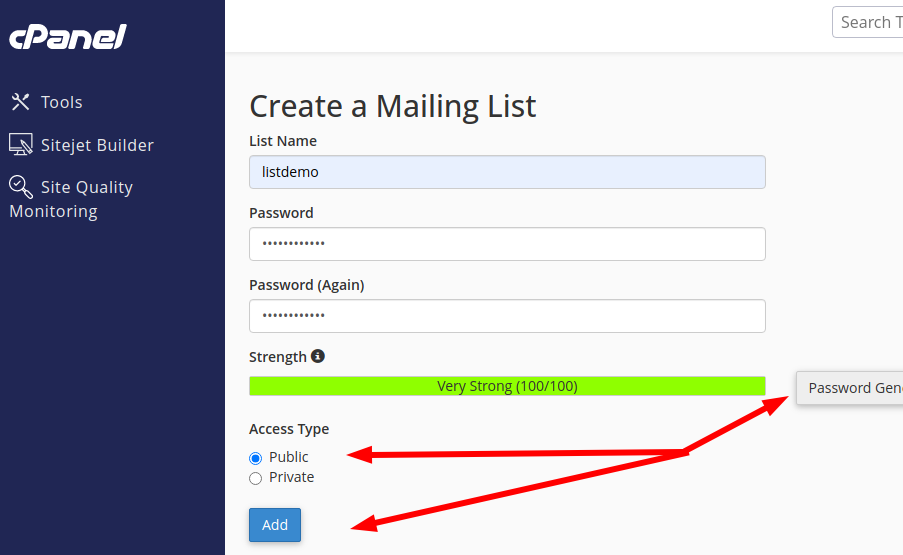 cPanel
Search T
Tools
Sitejet Builder
Site Quality
Monitoring
Create a Mailing List
List Name
listdemo
Password
••••••••••••
Password (Again)
••••••••••••
Strength
Very Strong (100/100)
Password Gen
Access Type
Public
Private
Add